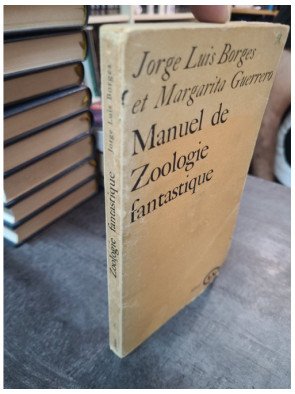 Jorge Luis Borges
et Margarita Guerrero
Manuel de
Zoologie
fantastique
Jorge Luis Borges
Zoologie fantastique